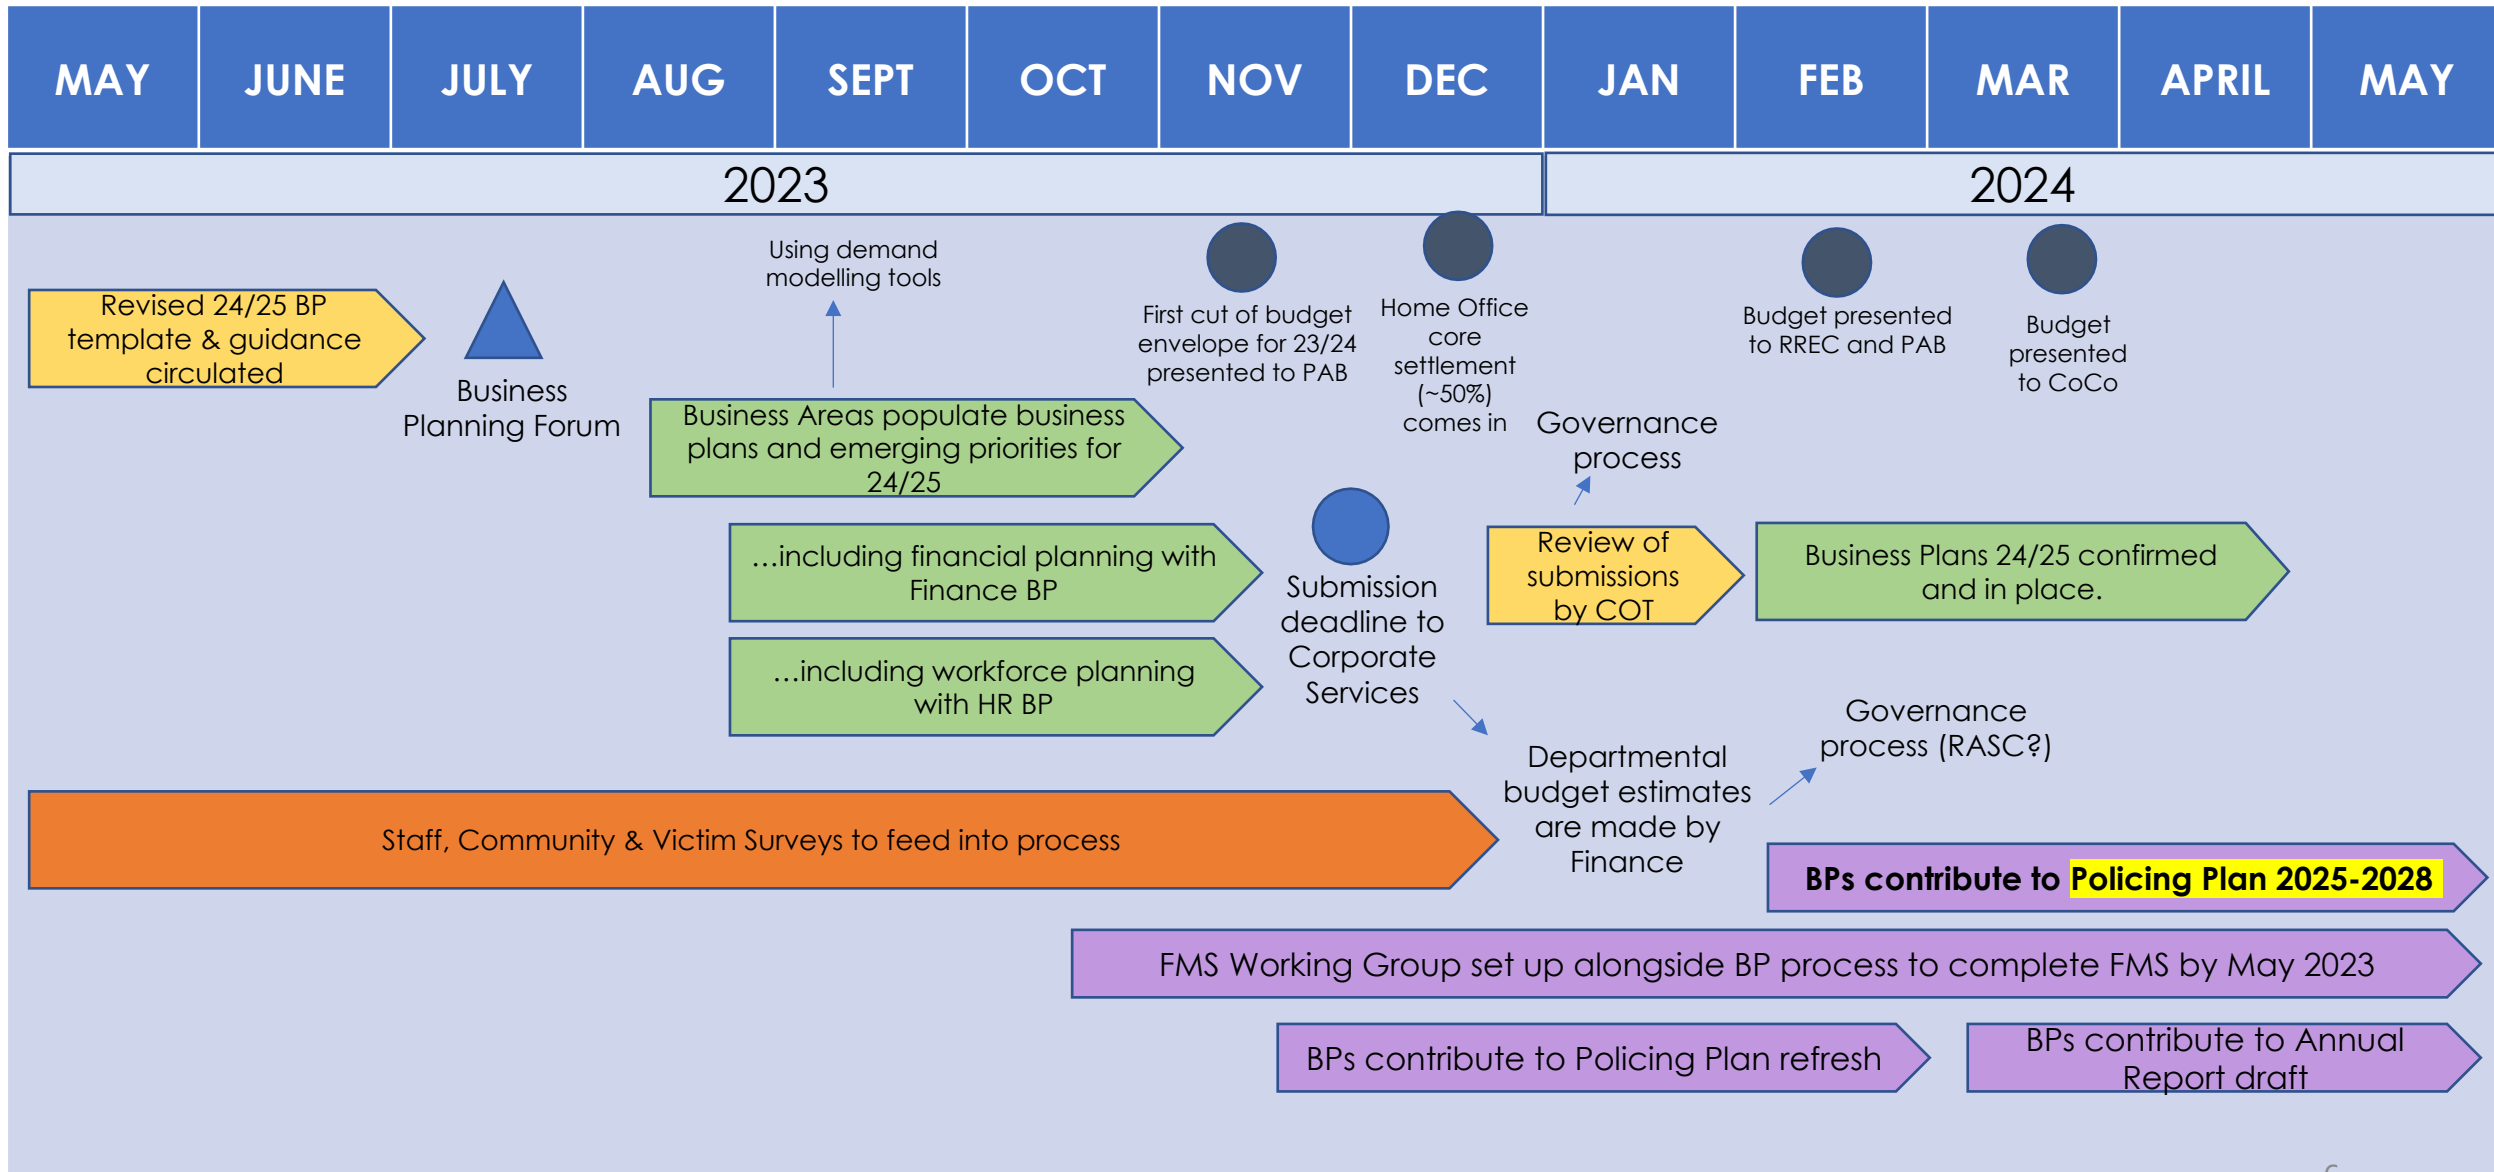 MAY JUNE JULY AUG SEPT OCT NOV DEC JAN FEB MAR APRIL MAY
2023 2024
Using demand
modelling tools
Revised 24/25 BP
template & guidance
circulated
Business
Planning Forum
First cut of budget
envelope for 23/24
presented to PAB
Home Office
core
settlement
(~50%)
comes in
Budget presented
to RREC and PAB
Budget
presented
to CoCo
Business Areas populate business
plans and emerging priorities for
24/25
Governance
process
...including financial planning with
Finance BP
Submission
deadline to
Corporate
Services
Review of
submissions
by COT
Business Plans 24/25 confirmed
and in place.
...including workforce planning
with HR BP
Departmental
budget estimates
are made by
Finance
Governance
process (RASC?)
Staff, Community & Victim Surveys to feed into process
BPs contribute to Policing Plan 2025-2028
FMS Working Group set up alongside BP process to complete FMS by May 2023
BPs contribute to Policing Plan refresh
BPs contribute to Annual
Report draft